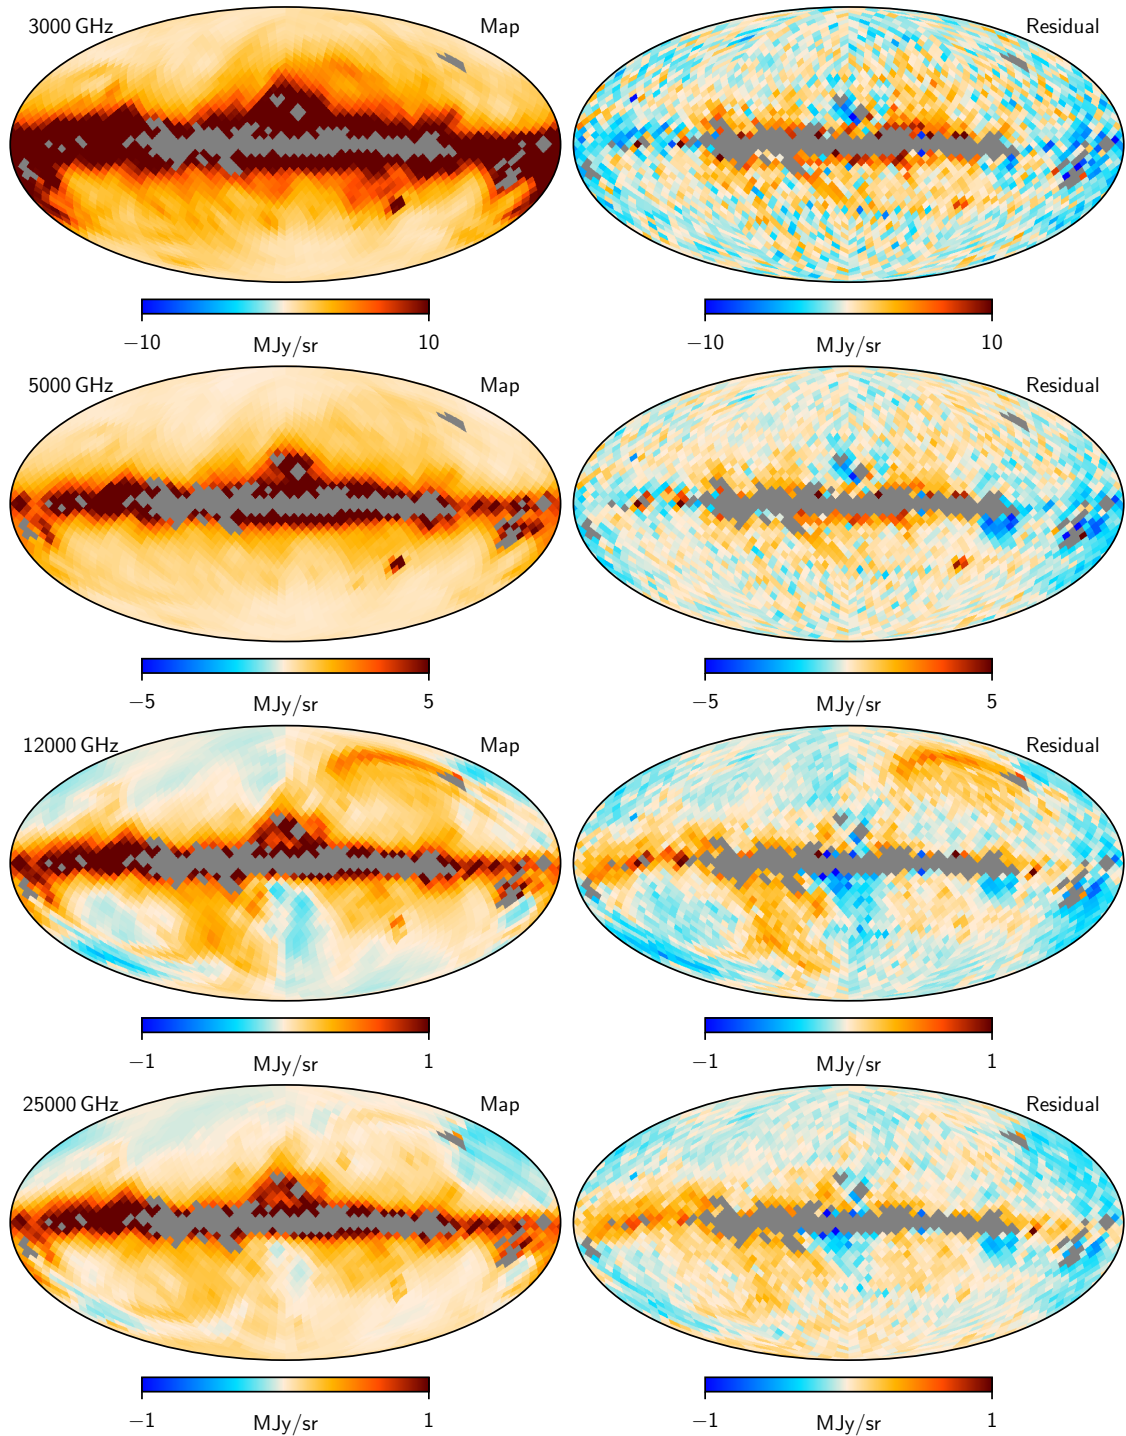 3000 GHz Map Residual
−10 MJy/sr 10 −10 MJy/sr 10
5000 GHz Map Residual
−5 MJy/sr 5 −5 MJy/sr 5
12000 GHz Map Residual
−1 MJy/sr 1 −1 MJy/sr 1
25000 GHz Map Residual
−1 MJy/sr 1 −1 MJy/sr 1